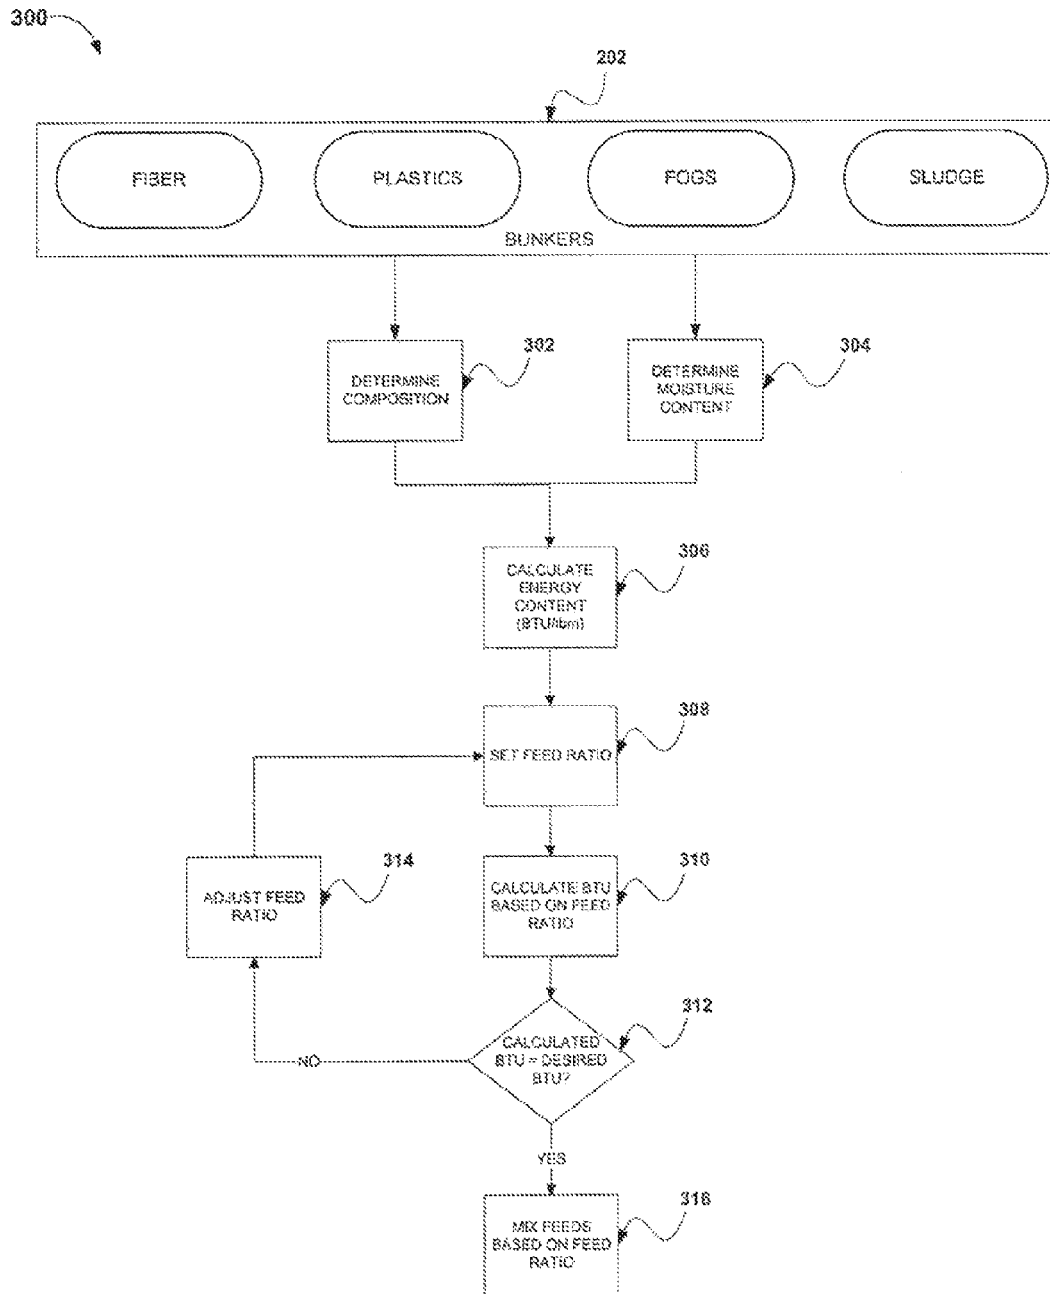 300
202
FIBER
PLASTICS
FOGS
SLUDGE
BUNKERS
302
DETERMINE
COMPOSITION
304
DETERMINE
MOISTURE
CONTENT
306
CALCULATE
ENERGY
CONTENT
(BTU/lbm)
308
SET FEED RATIO
314
ADJUST FEED
RATIO
310
CALCULATE BTU
BASED ON FEED
RATIO
312
CALCULATED
BTU = DESIRED
BTU?
NO
YES
316
MIX FEEDS
BASED ON FEED
RATIO